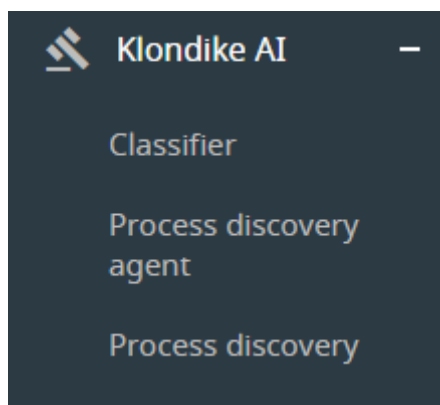 Klondike AI
Classifier
Process discovery
agent
Process discovery